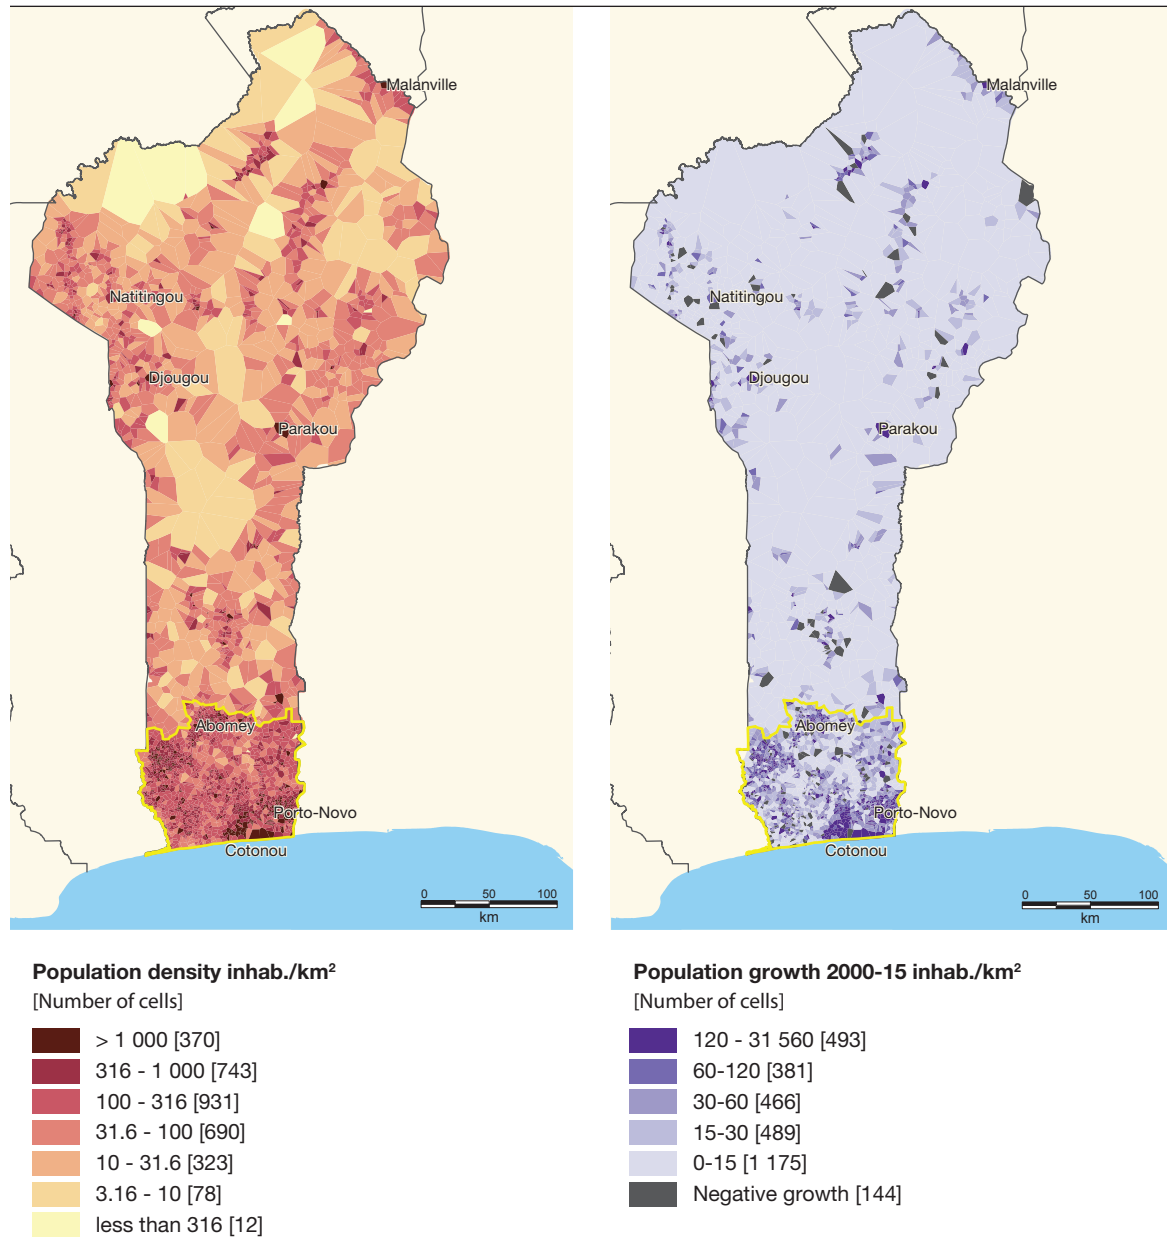 Malanville
Natitingou
Djougou
Parakou
Abomey
Porto-Novo
Cotonou
0 50 100
km
Population density inhab./km²
[Number of cells]
> 1 000 [370]
316 - 1 000 [743]
100 - 316 [931]
31.6 - 100 [690]
10 - 31.6 [323]
3.16 - 10 [78]
less than 316 [12]
Malanville
Natitingou
Djougou
Parakou
Abomey
Porto-Novo
Cotonou
0 50 100
km
Population growth 2000-15 inhab./km²
[Number of cells]
120 - 31 560 [493]
60-120 [381]
30-60 [466]
15-30 [489]
0-15 [1 175]
Negative growth [144]